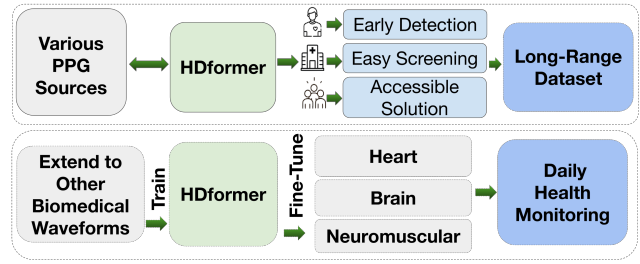 Various
PPG
Sources
HDformer
Early Detection
Easy Screening
Accessible
Solution
Long-Range
Dataset
Extend to
Other
Biomedical
Waveforms
Train
HDformer
Fine-Tune
Heart
Brain
Neuromuscular
Daily
Health
Monitoring